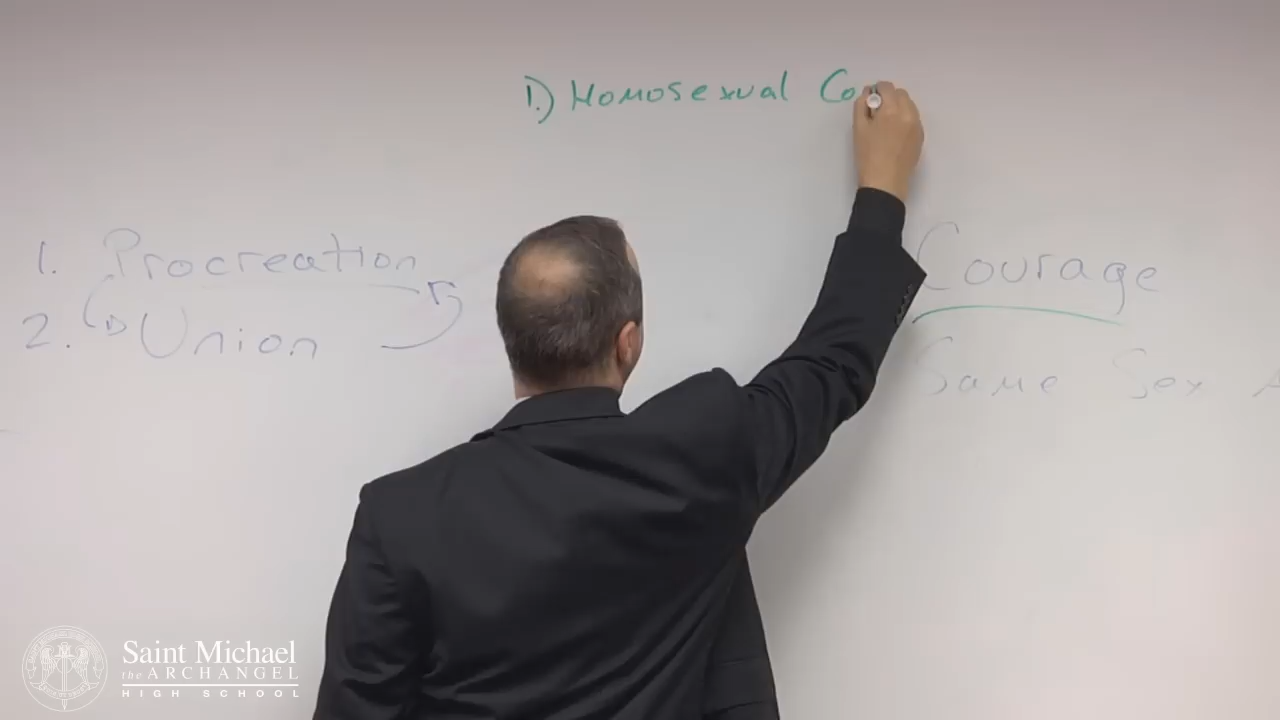 1.) Homosexual Co
1. Procreation
2. Union
Courage
Same Sex A
Saint Michael
the ARCHANGEL
HIGH SCHOOL